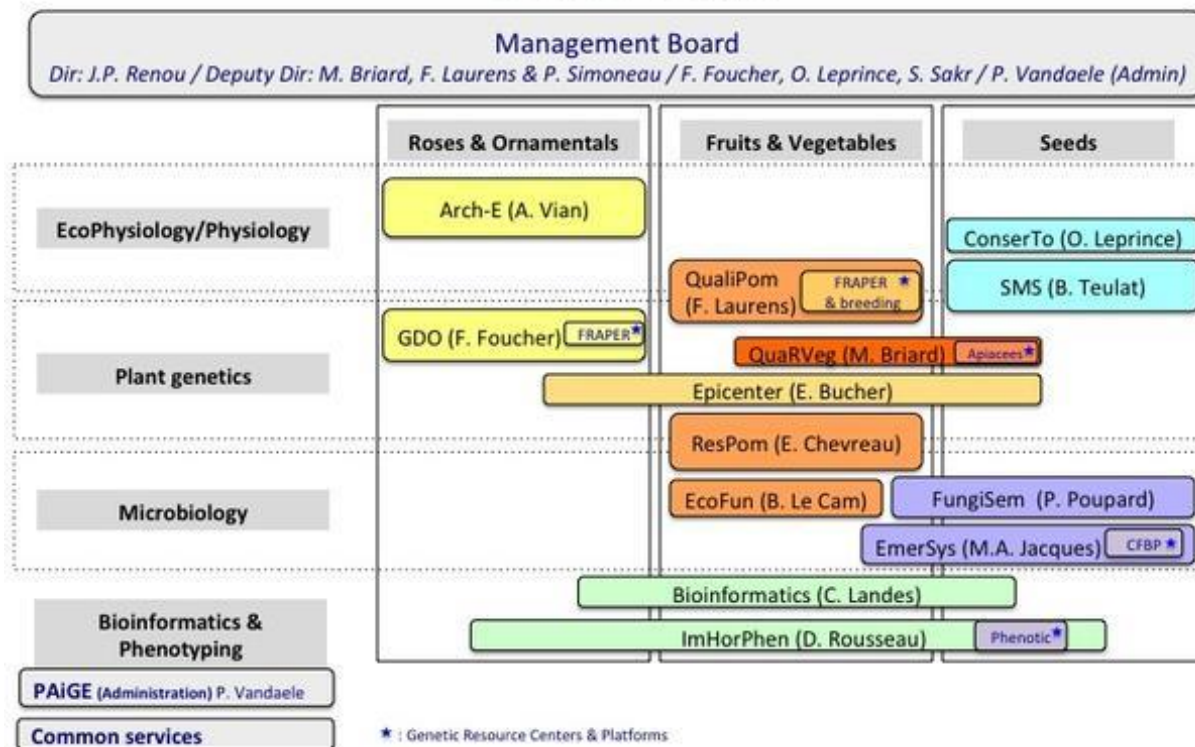 Management Board
Dir: J.P. Renou / Deputy Dir: M. Briard, F. Laurens & P. Simoneau / F. Foucher, O. Leprince, S. Sakr / P. Vandaele (Admin)
Roses & Ornamentals
Fruits & Vegetables
Seeds
EcoPhysiology/Physiology
Arch-E (A. Vian)
ConserTo (O. Leprince)
QualiPom
(F. Laurens)
FRAPER ★
& breeding
SMS (B. Teulat)
Plant genetics
GDO (F. Foucher)
FRAPER★
QuaRVeg (M. Briard)
Apiacees★
Epicenter (E. Bucher)
ResPom (E. Chevreau)
Microbiology
EcoFun (B. Le Cam)
FungiSem (P. Poupard)
EmerSys (M.A. Jacques)
CFBP ★
Bioinformatics &
Phenotyping
Bioinformatics (C. Landes)
ImHorPhen (D. Rousseau)
Phenotic★
PAiGE (Administration) P. Vandaele
Common services
★ : Genetic Resource Centers & Platforms